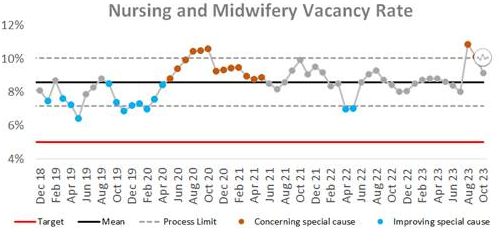 Nursing and Midwifery Vacancy Rate
12%
10%
8%
6%
4%
Dec 18
Feb 19
Apr 19
Jun 19
Aug 19
Oct 19
Dec 19
Feb 20
Apr 20
Jun 20
Aug 20
Oct 20
Dec 20
Feb 21
Apr 21
Jun 21
Aug 21
Oct 21
Dec 21
Feb 22
Apr 22
Jun 22
Aug 22
Oct 22
Dec 22
Feb 23
Apr 23
Jun 23
Aug 23
Oct 23
Target Mean Process Limit Concerning special cause Improving special cause